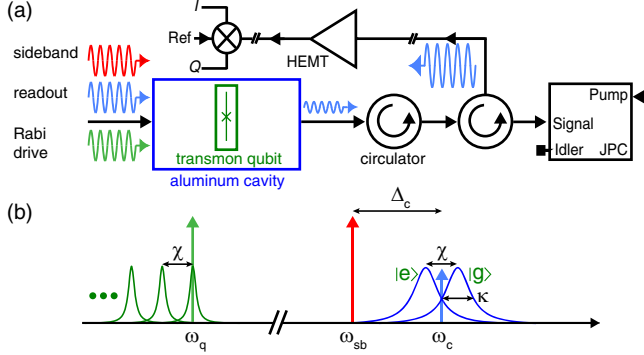 (a)
I
Ref
Q
HEMT
sideband
readout
Rabi
drive
transmon qubit
aluminum cavity
circulator
Pump
Signal
Idler
JPC
(b)
Δc
χ
χ
|e⟩
|g⟩
κ
ωq
ωsb
ωc